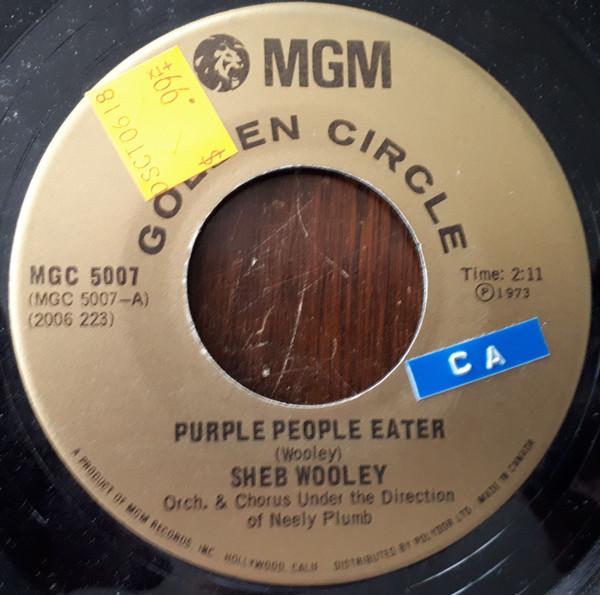 MGM
GOLDEN CIRCLE
$ .99
+TX
MGC 5007
(MGC 5007-A)
(2006 223)
Time: 2:11
Ⓟ 1973
CA
PURPLE PEOPLE EATER
(Wooley)
SHEB WOOLEY
Orch. & Chorus Under the Direction
of Neely Plumb
A PRODUCT OF MGM RECORDS, INC. HOLLYWOOD, CALIF. DISTRIBUTED BY POLYDOR LTD. MADE IN CANADA